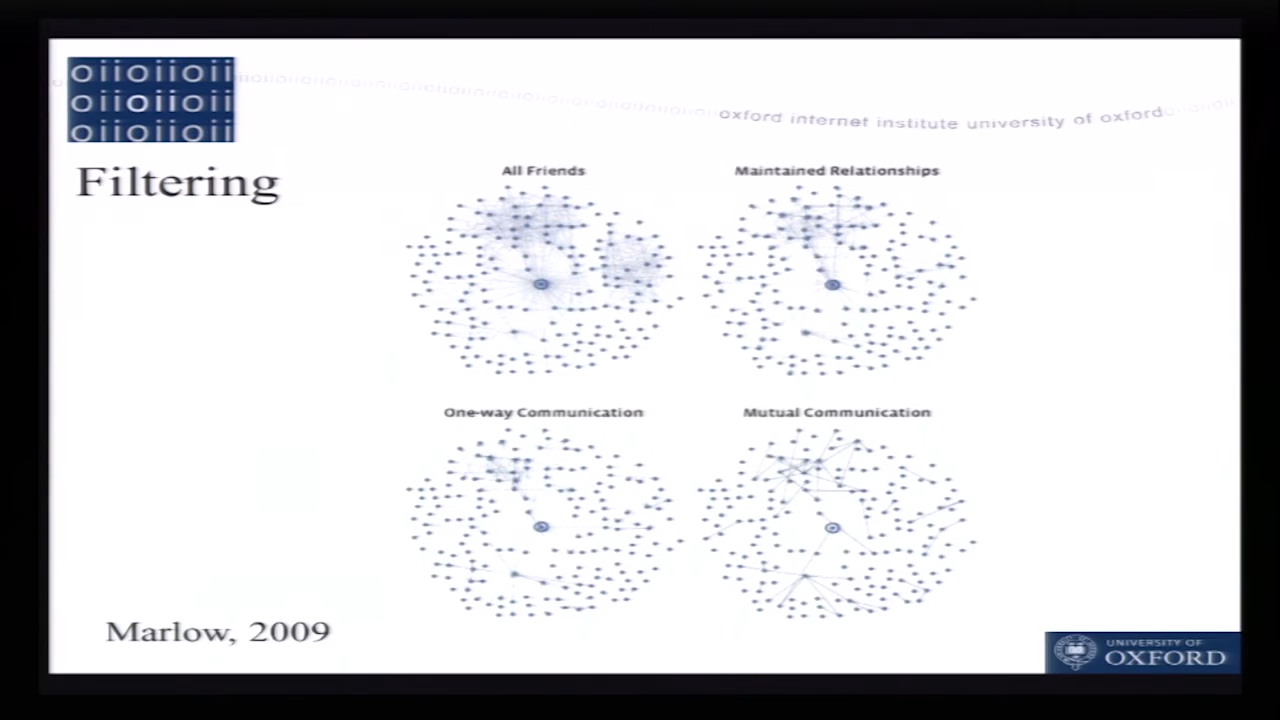 oiioiioii
oiioiioii
oiioiioii
oxford internet institute university of oxford
Filtering
All Friends
Maintained Relationships
One-way Communication
Mutual Communication
Marlow, 2009
UNIVERSITY OF
OXFORD